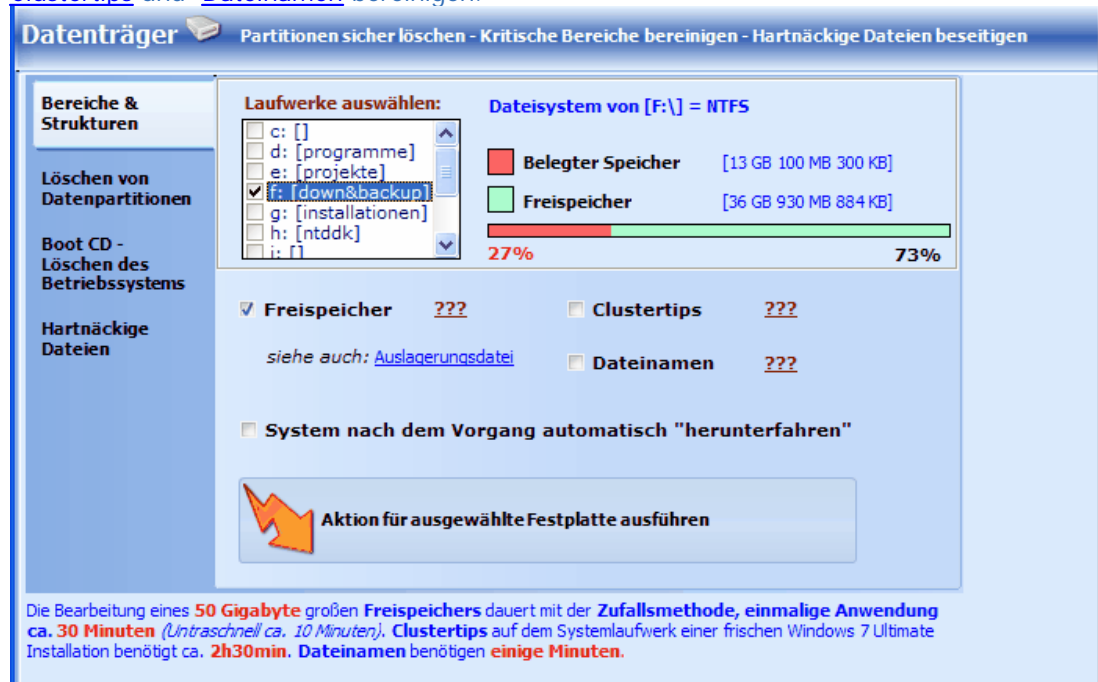 Clustertips und Dateinamen bereinigen.
Datenträger Partitionen sicher löschen - Kritische Bereiche bereinigen - Hartnäckige Dateien beseitigen
Bereiche &
Strukturen
Löschen von
Datenpartitionen
Boot CD -
Löschen des
Betriebssystems
Hartnäckige
Dateien
Laufwerke auswählen:
c: []
d: [programme]
e: [projekte]
f: [down&backup]
g: [installationen]
h: [ntddk]
i: []
Dateisystem von [F:\] = NTFS
Belegter Speicher [13 GB 100 MB 300 KB]
Freispeicher [36 GB 930 MB 884 KB]
27% 73%
Freispeicher ??? Clustertips ???
siehe auch: Auslagerungsdatei Dateinamen ???
System nach dem Vorgang automatisch "herunterfahren"
Aktion für ausgewählte Festplatte ausführen
Die Bearbeitung eines 50 Gigabyte großen Freispeichers dauert mit der Zufallsmethode, einmalige Anwendung
ca. 30 Minuten (Untraschnell ca. 10 Minuten). Clustertips auf dem Systemlaufwerk einer frischen Windows 7 Ultimate
Installation benötigt ca. 2h30min. Dateinamen benötigen einige Minuten.